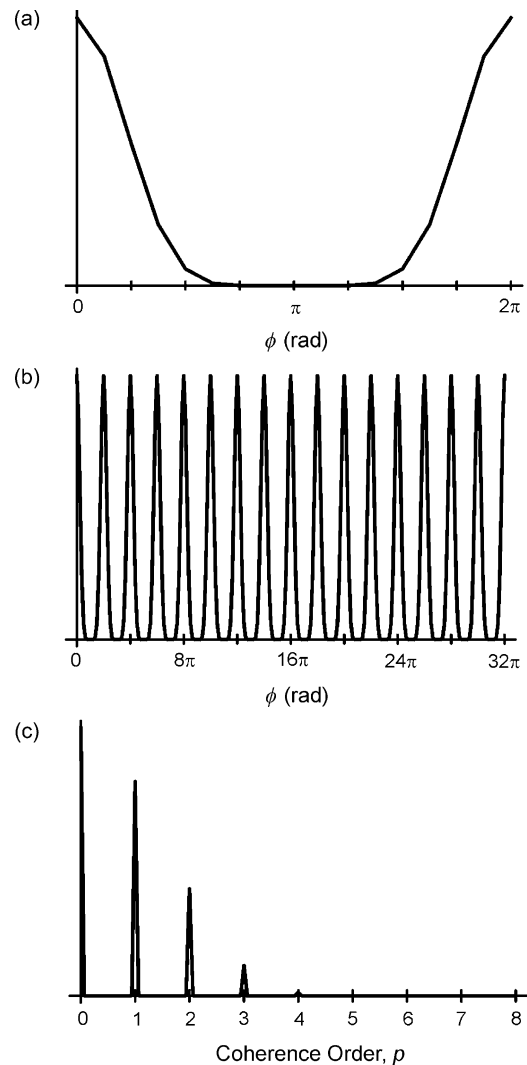 (a)
0 π 2π
ϕ (rad)
(b)
0 8π 16π 24π 32π
ϕ (rad)
(c)
0 1 2 3 4 5 6 7 8
Coherence Order, p